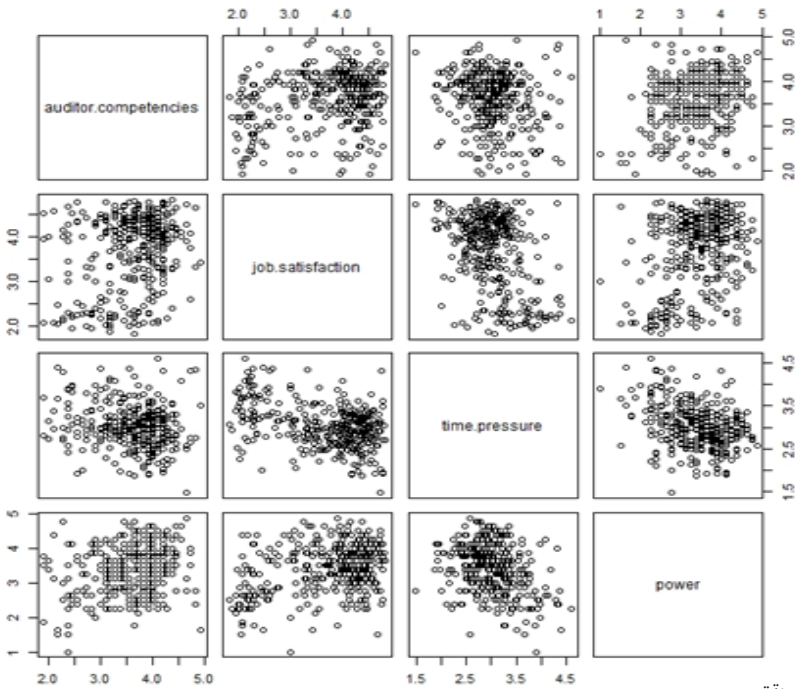 2.0 3.0 4.0 1 2 3 4 5
auditor.competencies
2.0 3.0 4.0 5.0
2.0 3.0 4.0
job.satisfaction
time.pressure
1.5 2.5 3.5 4.5
1 2 3 4 5
power
2.0 3.0 4.0 5.0 1.5 2.5 3.5 4.5